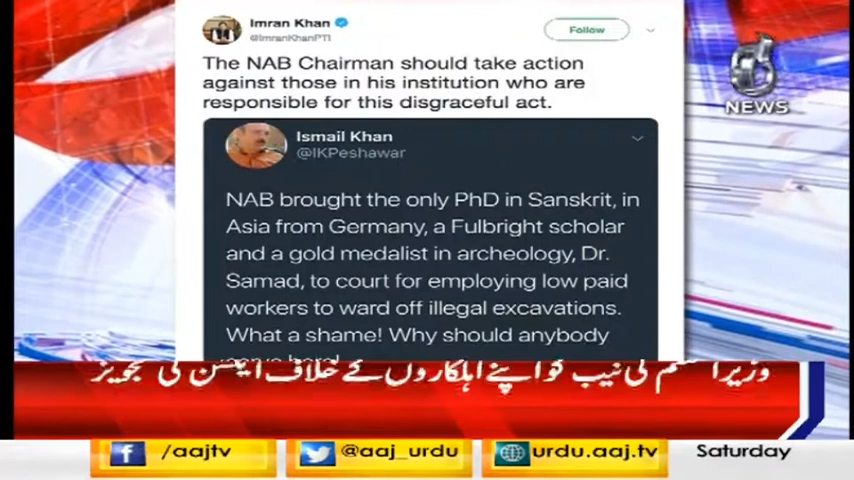 Imran Khan
@ImranKhanPTI
Follow
The NAB Chairman should take action
against those in his institution who are
responsible for this disgraceful act.
NEWS
Ismail Khan
@IKPeshawar
NAB brought the only PhD in Sanskrit, in
Asia from Germany, a Fulbright scholar
and a gold medalist in archeology, Dr.
Samad, to court for employing low paid
workers to ward off illegal excavations.
What a shame! Why should anybody
کی نیب کو اپنے اہلکاروں کے خلاف ایکشن کی تجویز
/aajtv
@aaj_urdu
urdu.aaj.tv
Saturday